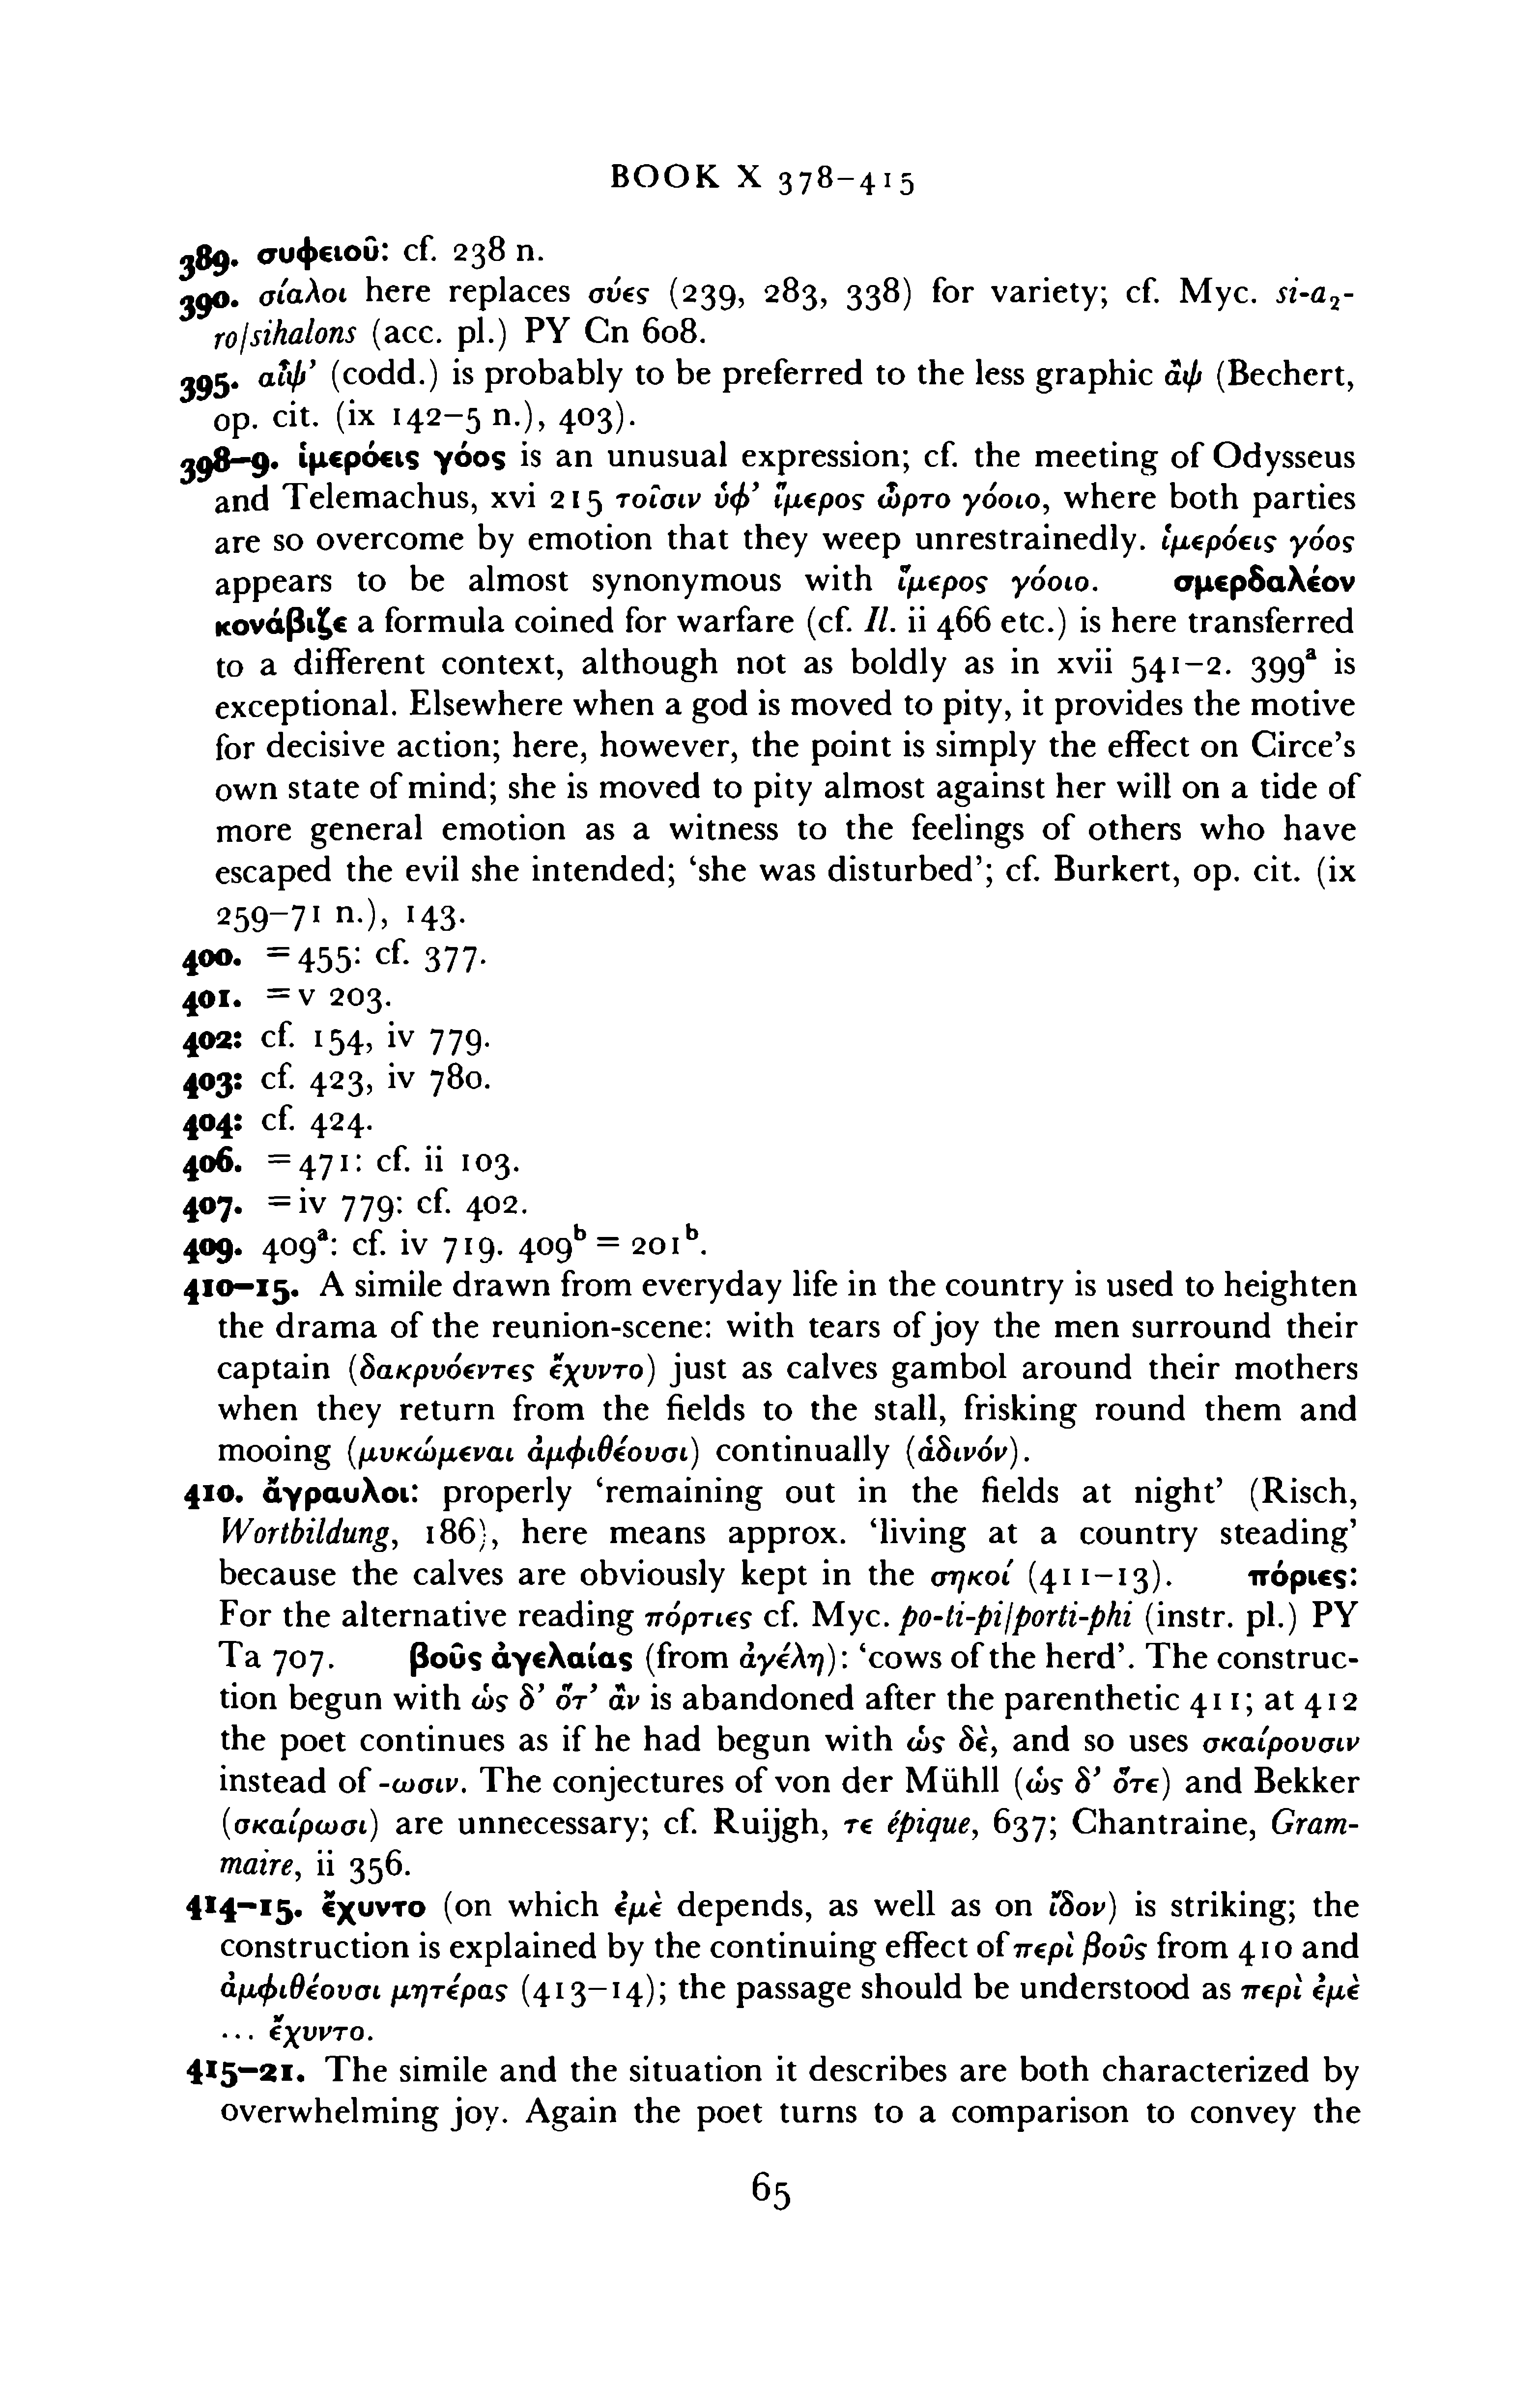 BOOK X 378–415
389. συφειοῦ: cf. 238 n.
390. σίαλοι here replaces σύες (239, 283, 338) for variety; cf. Myc. si-a₂-
ro/sihalons (acc. pl.) PY Cn 608.
395. αἶψ’ (codd.) is probably to be preferred to the less graphic ἂψ (Bechert,
op. cit. (ix 142–5 n.), 403).
398–9. ἱμερόεις γόος is an unusual expression; cf. the meeting of Odysseus
and Telemachus, xvi 215 τοῖσιν ὑφ’ ἵμερος ὦρτο γόοιο, where both parties
are so overcome by emotion that they weep unrestrainedly. ἱμερόεις γόος
appears to be almost synonymous with ἵμερος γόοιο. σμερδαλέον
κονάβιζε a formula coined for warfare (cf. Il. ii 466 etc.) is here transferred
to a different context, although not as boldly as in xvii 541–2. 399ᵃ is
exceptional. Elsewhere when a god is moved to pity, it provides the motive
for decisive action; here, however, the point is simply the effect on Circe’s
own state of mind; she is moved to pity almost against her will on a tide of
more general emotion as a witness to the feelings of others who have
escaped the evil she intended; ‘she was disturbed’; cf. Burkert, op. cit. (ix
259–71 n.), 143.
400. =455: cf. 377.
401. =v 203.
402: cf. 154, iv 779.
403: cf. 423, iv 780.
404: cf. 424.
406. =471: cf. ii 103.
407. =iv 779: cf. 402.
409. 409ᵃ: cf. iv 719. 409ᵇ = 201ᵇ.
410–15. A simile drawn from everyday life in the country is used to heighten
the drama of the reunion-scene: with tears of joy the men surround their
captain (δακρυόεντες ἔχυντο) just as calves gambol around their mothers
when they return from the fields to the stall, frisking round them and
mooing (μυκώμεναι ἀμφιθέουσι) continually (ἁδινόν).
410. ἄγραυλοι: properly ‘remaining out in the fields at night’ (Risch,
Wortbildung, 186), here means approx. ‘living at a country steading’
because the calves are obviously kept in the σηκοί (411–13). πόριες:
For the alternative reading πόρτιες cf. Myc. po-ti-pi/porti-phi (instr. pl.) PY
Ta 707. βοῦς ἀγελαίας (from ἀγέλη): ‘cows of the herd’. The construc-
tion begun with ὡς δ’ ὅτ’ ἂν is abandoned after the parenthetic 411; at 412
the poet continues as if he had begun with ὡς δέ, and so uses σκαίρουσιν
instead of -ωσιν. The conjectures of von der Mühll (ὡς δ’ ὅτε) and Bekker
(σκαίρωσι) are unnecessary; cf. Ruijgh, τε épique, 637; Chantraine, Gram-
maire, ii 356.
414–15. ἔχυντο (on which ἐμὲ depends, as well as on ἴδον) is striking; the
construction is explained by the continuing effect of περὶ βοῦς from 410 and
ἀμφιθέουσι μητέρας (413–14); the passage should be understood as περὶ ἐμὲ
... ἔχυντο.
415–21. The simile and the situation it describes are both characterized by
overwhelming joy. Again the poet turns to a comparison to convey the
65